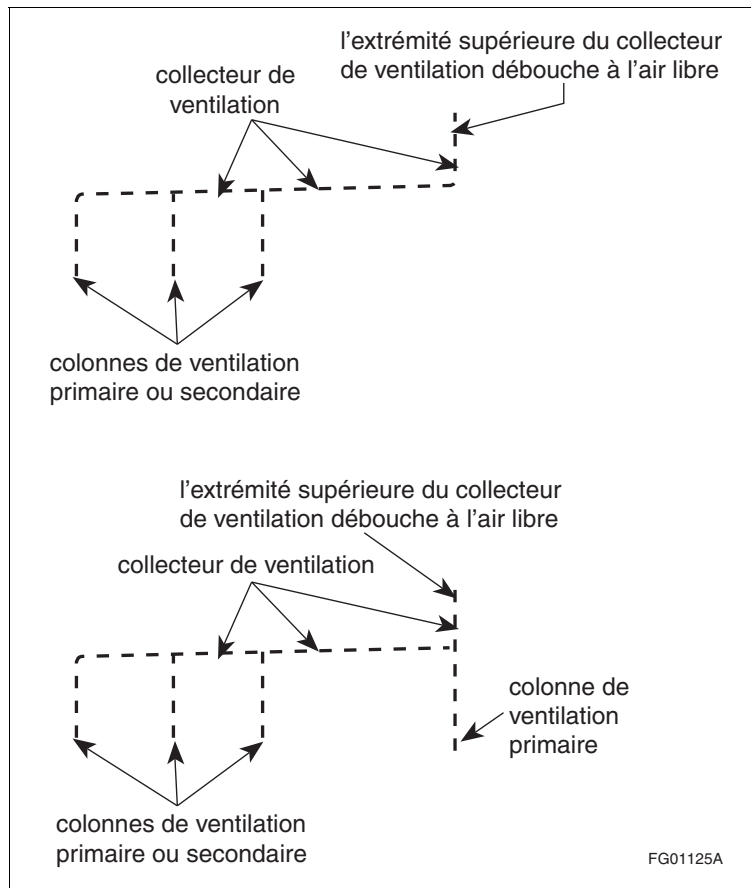 l'extrémité supérieure du collecteur
de ventilation débouche à l'air libre
collecteur de
ventilation
colonnes de ventilation
primaire ou secondaire
l'extrémité supérieure du collecteur
de ventilation débouche à l'air libre
collecteur de ventilation
colonne de
ventilation
primaire
colonnes de ventilation
primaire ou secondaire
FG01125A